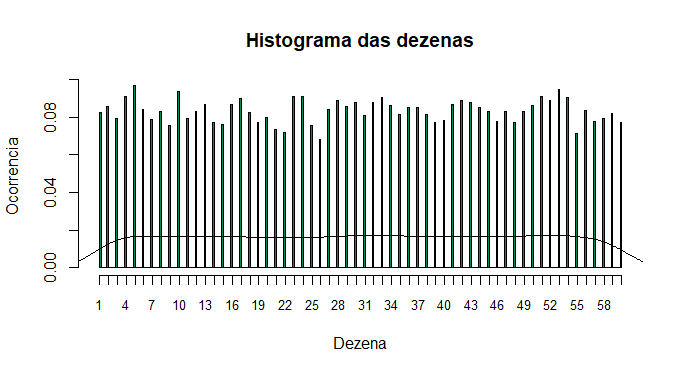 Histograma das dezenas
Ocorrencia
0.08
0.04
0.00
1 4 7 10 13 16 19 22 25 28 31 34 37 40 43 46 49 52 55 58
Dezena